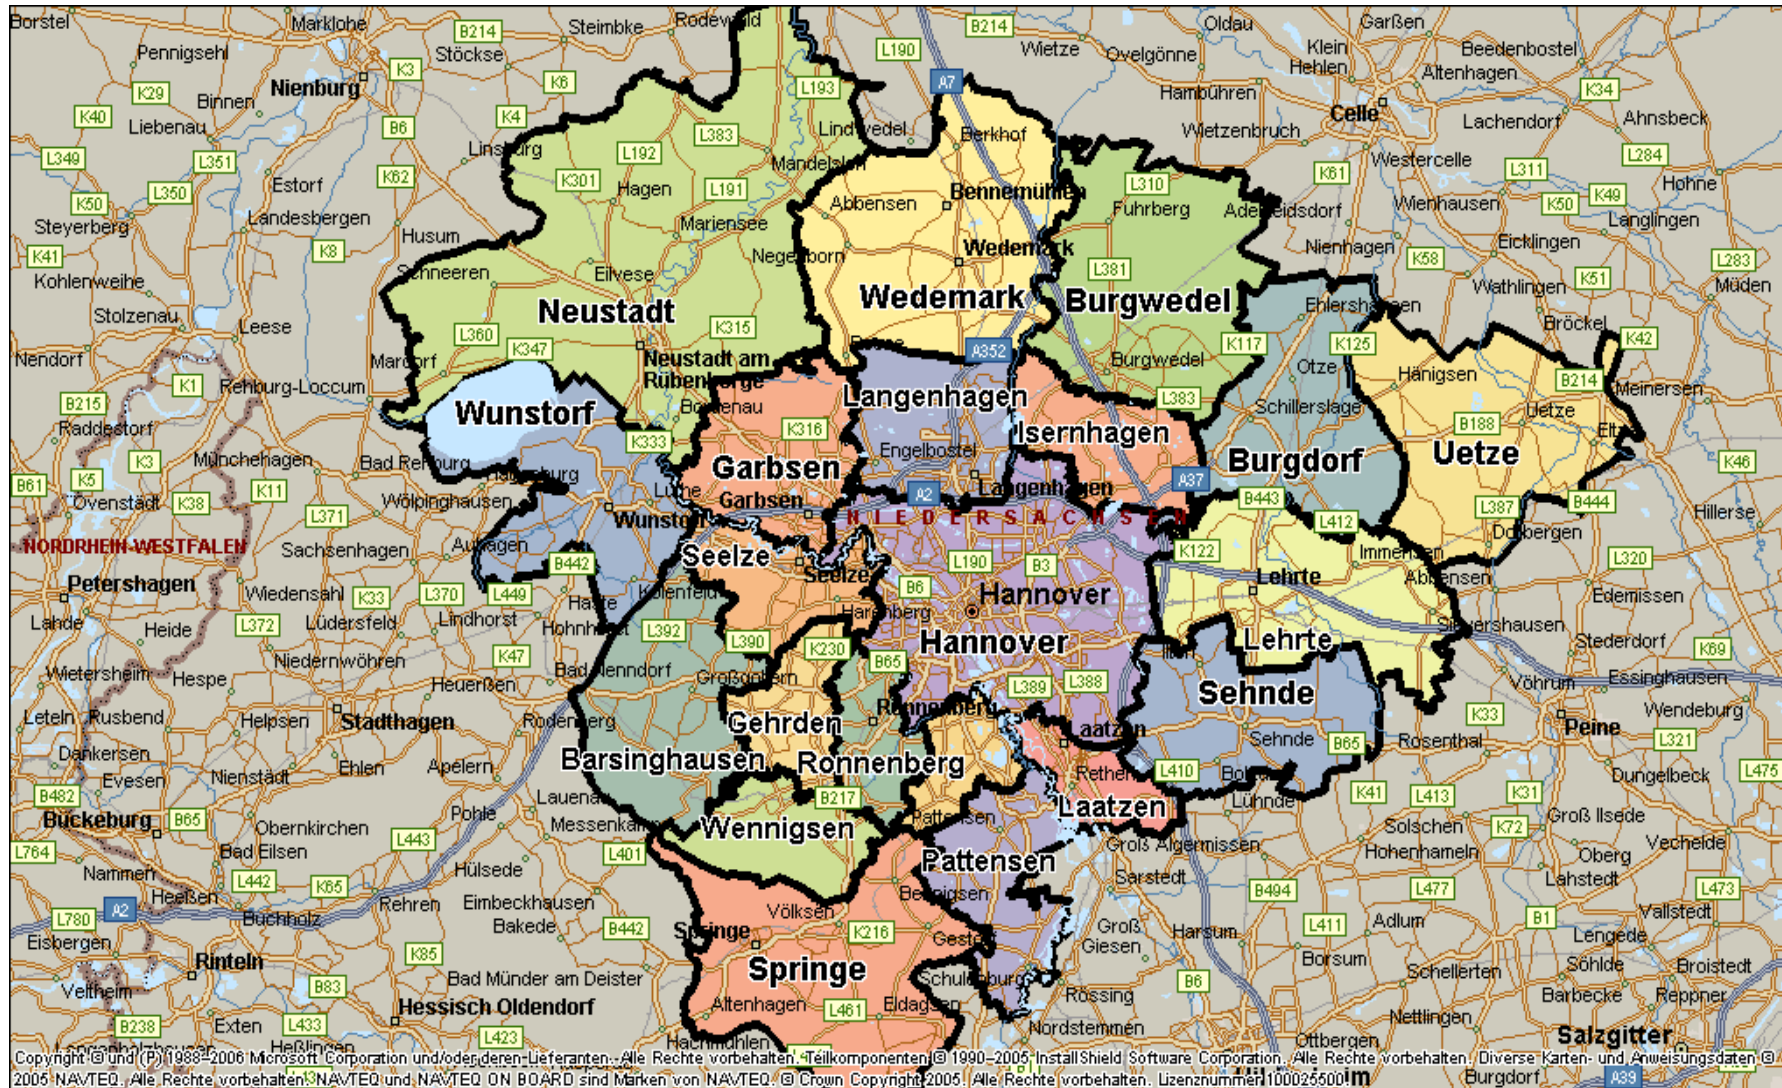 Borstel
Marklohe
B214
Steimbke
Rodewald
L190
B214
Wietze
Oldau
Ovelgönne
Garßen
Klein
Hehlen
Beedenbostel
Altenhagen
Pennigsehl
Stöckse
K3
K6
L193
A7
Hambühren
K34
Nienburg
K29
Binnen
K4
Celle
Lachendorf
Ahnsbeck
K40
Liebenau
B6
L383
Lindwedel
Berkhof
Wietzenbruch
Linsburg
L192
Mandelsloh
Westercelle
L284
L349
L351
K62
K301
Hagen
L191
L310
K61
L311
Hohne
L350
Estorf
Abbensen
Bennemühlen
Fuhrberg
Adelheidsdorf
Wienhausen
K50
K49
K50
Steyerberg
Landesbergen
Mariensee
Langlingen
K8
Husum
Negenborn
Wedemark
Nienhagen
Eicklingen
K41
Schneeren
Eilvese
L381
K58
K51
L283
Kohlenweihe
Neustadt
Wedemark
Burgwedel
Ehlershausen
Wathlingen
Müden
Stolzenau
Leese
L360
K315
Bröckel
Nendorf
K347
Neustadt am
Rübenberge
A352
Burgwedel
K117
K125
K42
Mardorf
Otze
Hänigsen
B214
Meinersen
K1
Rehburg-Loccum
Langenhagen
L383
Schillerslage
Uetze
B215
Wunstorf
Bordenau
K316
Isernhagen
B188
Raddestorf
K333
Engelbostel
Burgdorf
Uetze
K3
Münchehagen
Bad Rehburg
Garbsen
K46
B61
K5
Luthe
Langenhagen
A37
Ovenstädt
K38
K11
Wölpinghausen
Garbsen
A2
B443
B444
L387
Hillerse
L371
Wunstorf
NIEDERSACHSEN
L412
Dollbergen
NORDRHEIN-WESTFALEN
Sachsenhagen
Auhagen
Seelze
K122
Immensen
L320
Petershagen
B442
Seelze
L190
B3
Lehrte
Abbensen
Wiedensahl
K33
L370
L449
Kolenfeld
B6
Hannover
Edemissen
Lahde
Heide
L372
Lüdersfeld
Lindhorst
Haste
Hohnhorst
L392
Harenberg
Hannover
Sievershausen
Stederdorf
Wietersheim
Hespe
Niedernwöhren
K47
L390
K230
B65
Lehrte
K69
Bad Nenndorf
Heuerßen
L389
L388
Sehnde
Vöhrum
Essinghausen
Leteln
Rusbend
Helpsen
Stadthagen
Rodenberg
Gehrden
Ronnenberg
K33
Peine
Wendeburg
Dankersen
Laatzen
Sehnde
B65
Rosenthal
L321
Evesen
Nienstädt
Ehlen
Apelern
Barsinghausen
Ronnenberg
Rethen
L410
Dungelbeck
L475
B482
Lauenau
B217
Laatzen
K41
L413
K31
Bückeburg
B65
Obernkirchen
Pohle
Messenkamp
Wennigsen
Pattensen
Lühnde
Solschen
K72
Groß Ilsede
L764
Bad Eilsen
L443
L401
Pattensen
Groß Algermissen
Hohenhameln
Oberg
Vechelde
Nammen
L442
K65
Hülsede
Bennigsen
Sarstedt
B494
L477
Lahstedt
L473
A2
Heeßen
Buchholz
Rehren
Eimbeckhausen
Völksen
L780
Bakede
B442
Springe
K216
Gestorf
Groß
Giesen
Harsum
L411
Adlum
B1
Vallstedt
Eisbergen
K85
Lengede
Rinteln
Bad Münder am Deister
Springe
Schulenburg
Borsum
Schellerten
Söhlde
Broistedt
Veltheim
B83
Altenhagen
L461
Eldagsen
Rössing
B6
Barbecke
Reppner
Hessisch Oldendorf
B238
Exten
L433
L423
Nordstemmen
Nettlingen
Salzgitter
Heßlingen
Hachmühlen
Ottbergen
Copyright © und (P) 1988–2006 Microsoft Corporation und/oder deren Lieferanten. Alle Rechte vorbehalten. Teilkomponenten © 1990–2005 InstallShield Software Corporation. Alle Rechte vorbehalten. Diverse Karten- und Anweisungsdaten ©
2005 NAVTEQ. Alle Rechte vorbehalten. NAVTEQ und NAVTEQ ON BOARD sind Marken von NAVTEQ. © Crown Copyright 2005. Alle Rechte vorbehalten. Lizenznummer 100025500
Burgdorf
A39